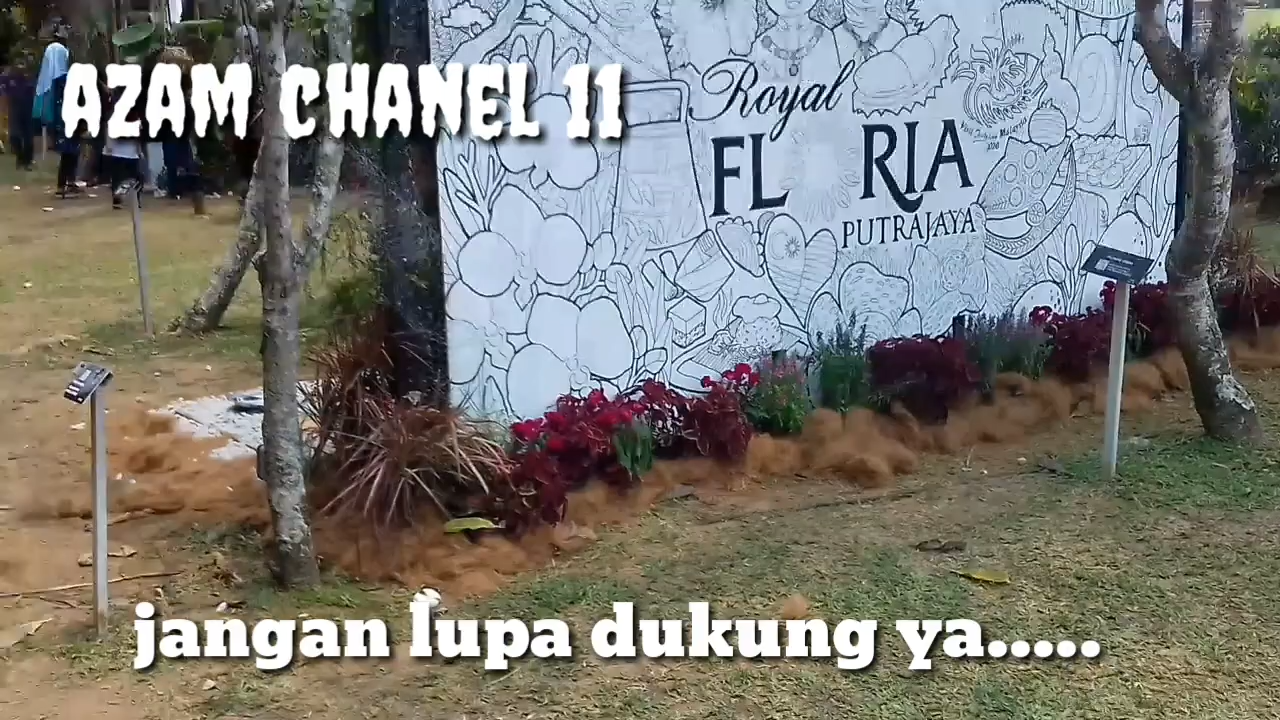 AZAM CHANEL 11
Royal
FL RIA
PUTRAJAYA
jangan lupa dukung ya.....